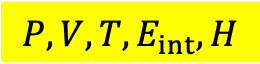 P, V, T, E_int, H